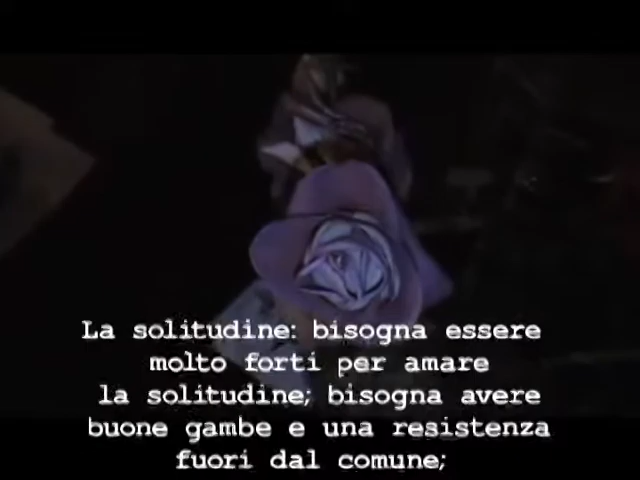 La solitudine: bisogna essere
molto forti per amare
la solitudine; bisogna avere
buone gambe e una resistenza
fuori dal comune;